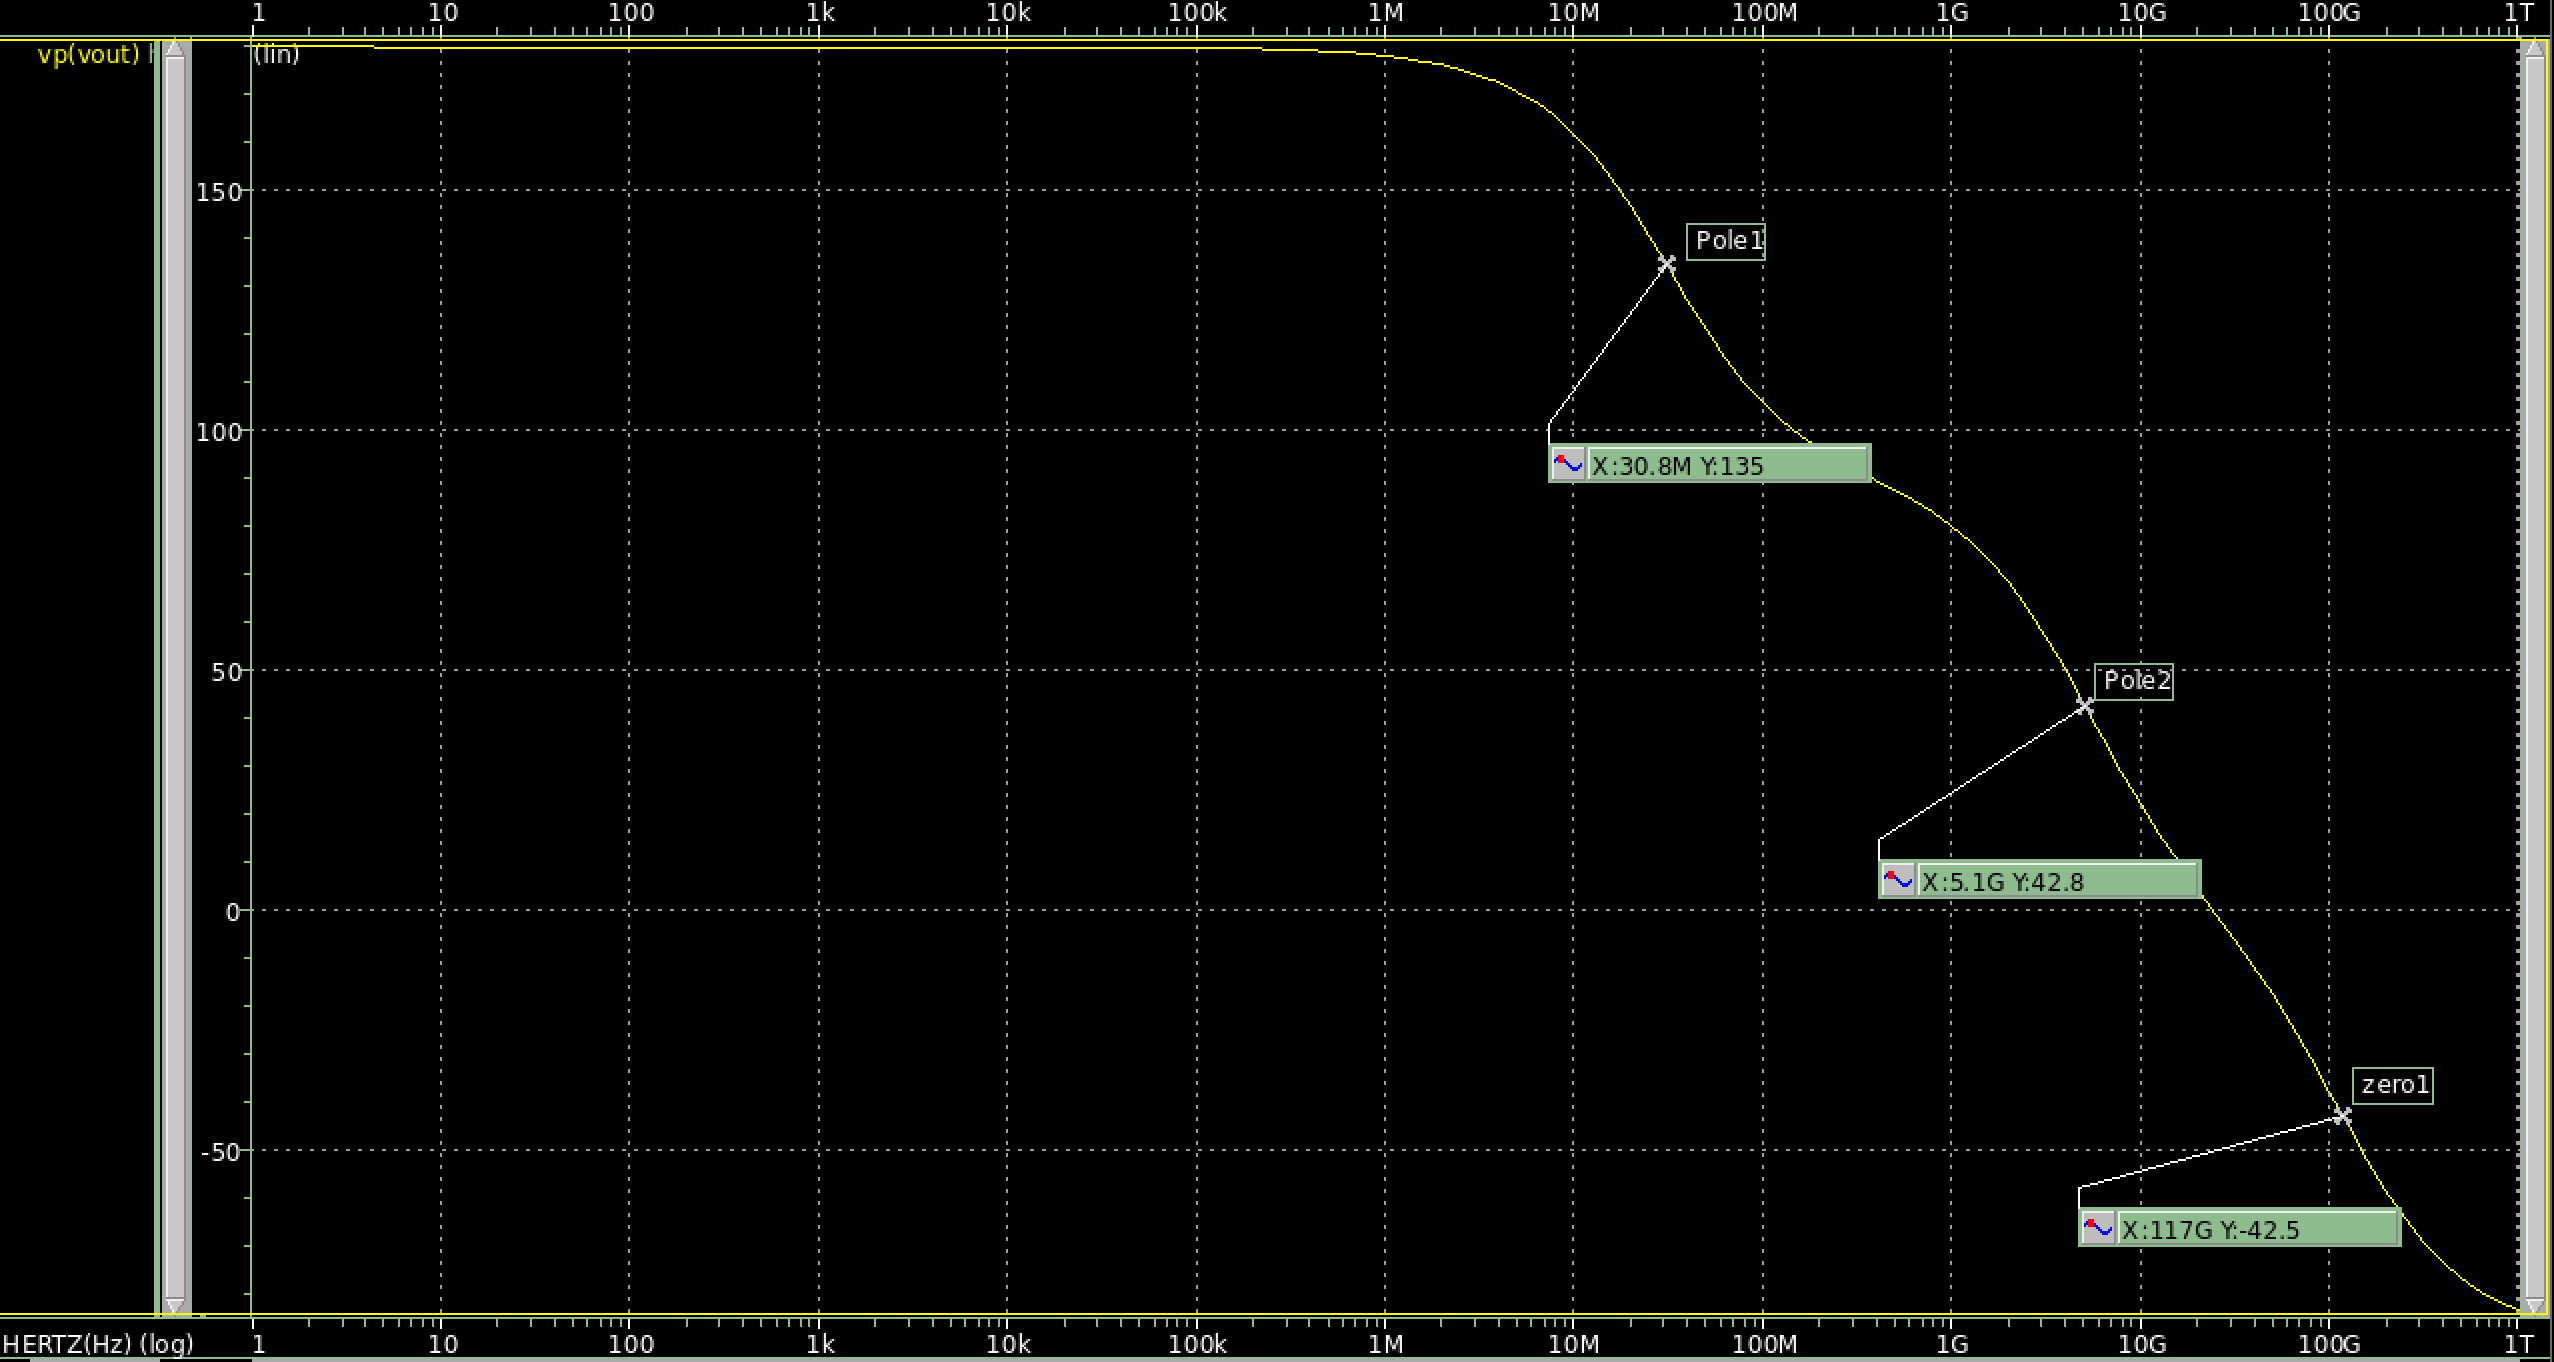 1 10 100 1k 10k 100k 1M 10M 100M 1G 10G 100G 1T
vp(vout) (lin)
150
Pole1
100
X:30.8M Y:135
50
Pole2
X:5.1G Y:42.8
0
zero1
-50
X:117G Y:-42.5
HERTZ(Hz) (log) 1 10 100 1k 10k 100k 1M 10M 100M 1G 10G 100G 1T